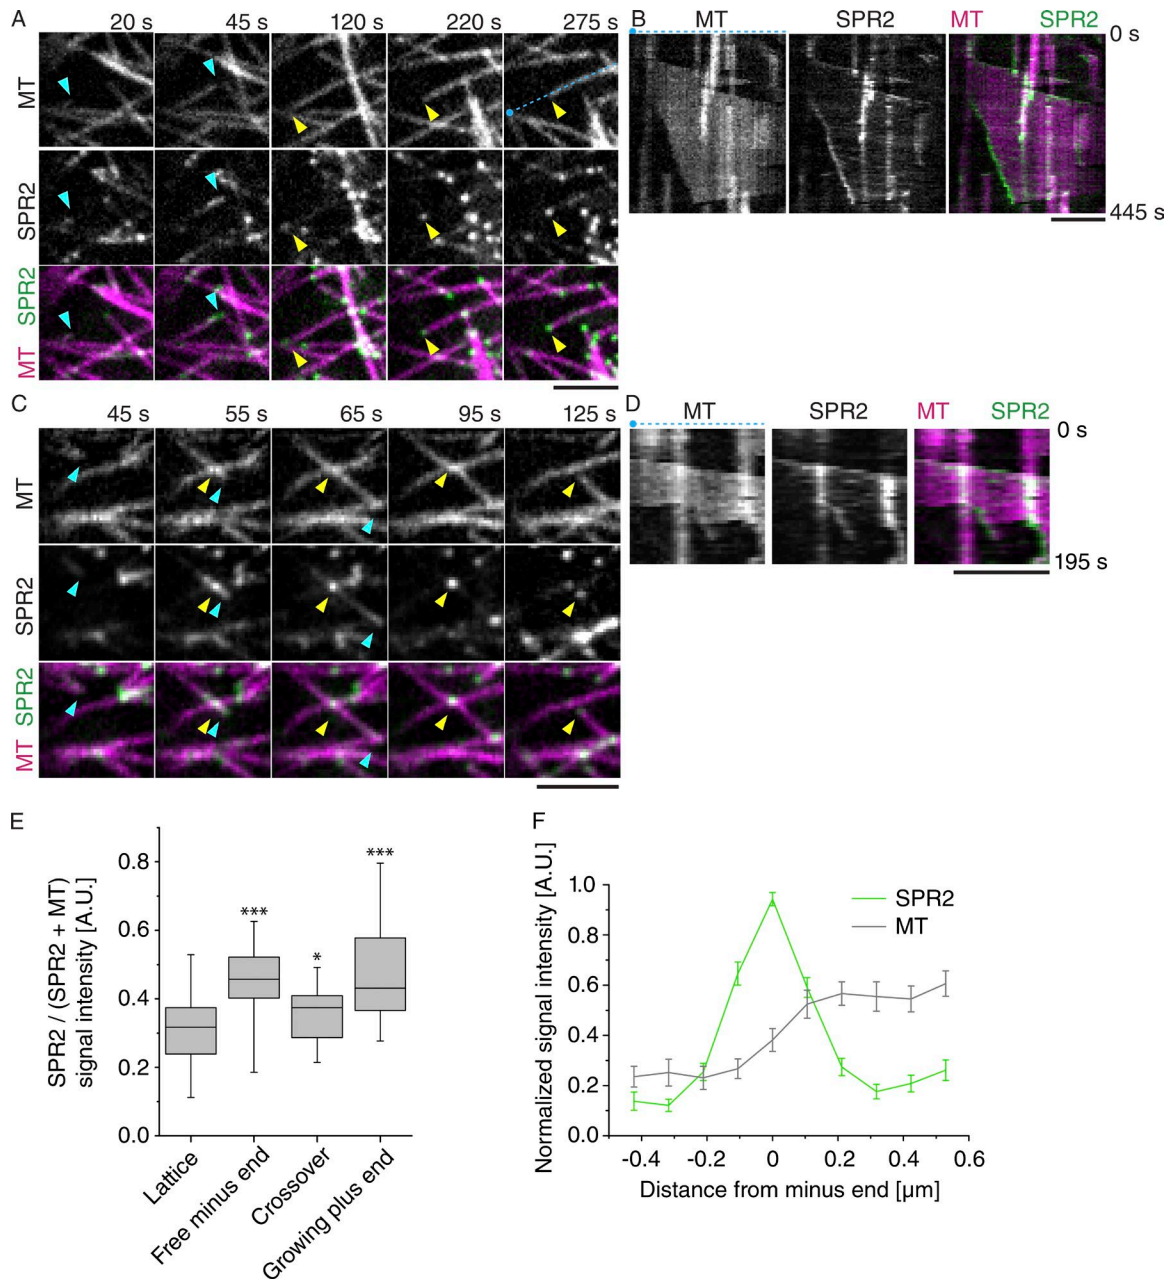 A
20 s 45 s 120 s 220 s 275 s
MT
SPR2
MT SPR2
B
MT SPR2 MT SPR2
0 s
445 s
C
45 s 55 s 65 s 95 s 125 s
MT
SPR2
MT SPR2
D
MT SPR2 MT SPR2
0 s
195 s
E
SPR2 / (SPR2 + MT)
signal intensity [A.U.]
0.8
0.6
0.4
0.2
0.0
***
*
***
Lattice
Free minus end
Crossover
Growing plus end
F
Normalized signal intensity [A.U.]
1.0
0.8
0.6
0.4
0.2
0.0
SPR2
MT
-0.4 -0.2 0 0.2 0.4 0.6
Distance from minus end [µm]